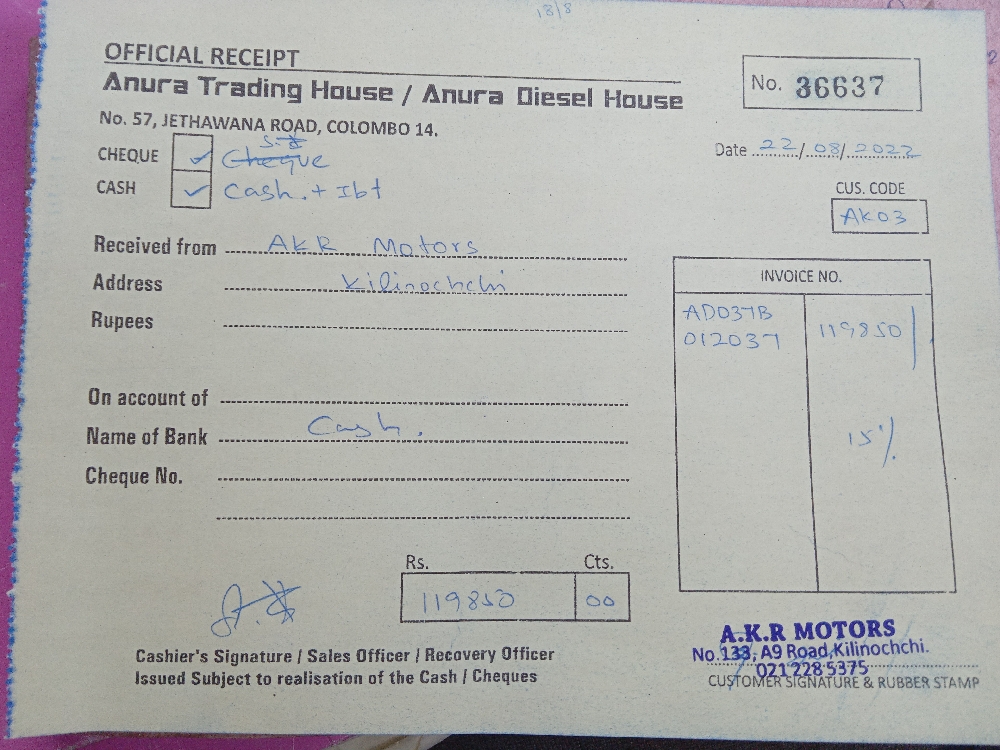 18/8
OFFICIAL RECEIPT
Anura Trading House / Anura Diesel House
No. 36637
No. 57, JETHAWANA ROAD, COLOMBO 14.
Date 22/08/2022
CHEQUE ✓ Cheque
CASH ✓ Cash. + Ibt
CUS. CODE
AK03
Received from AKR Motors
Address Kilinochchi
Rupees
INVOICE NO.
AD037B
012037 119850/
On account of
Name of Bank Cash.
15%
Cheque No.
Rs. Cts.
119850 00
Cashier's Signature / Sales Officer / Recovery Officer
Issued Subject to realisation of the Cash / Cheques
A.K.R MOTORS
No.133, A9 Road,Kilinochchi.
021 228 5375
CUSTOMER SIGNATURE & RUBBER STAMP